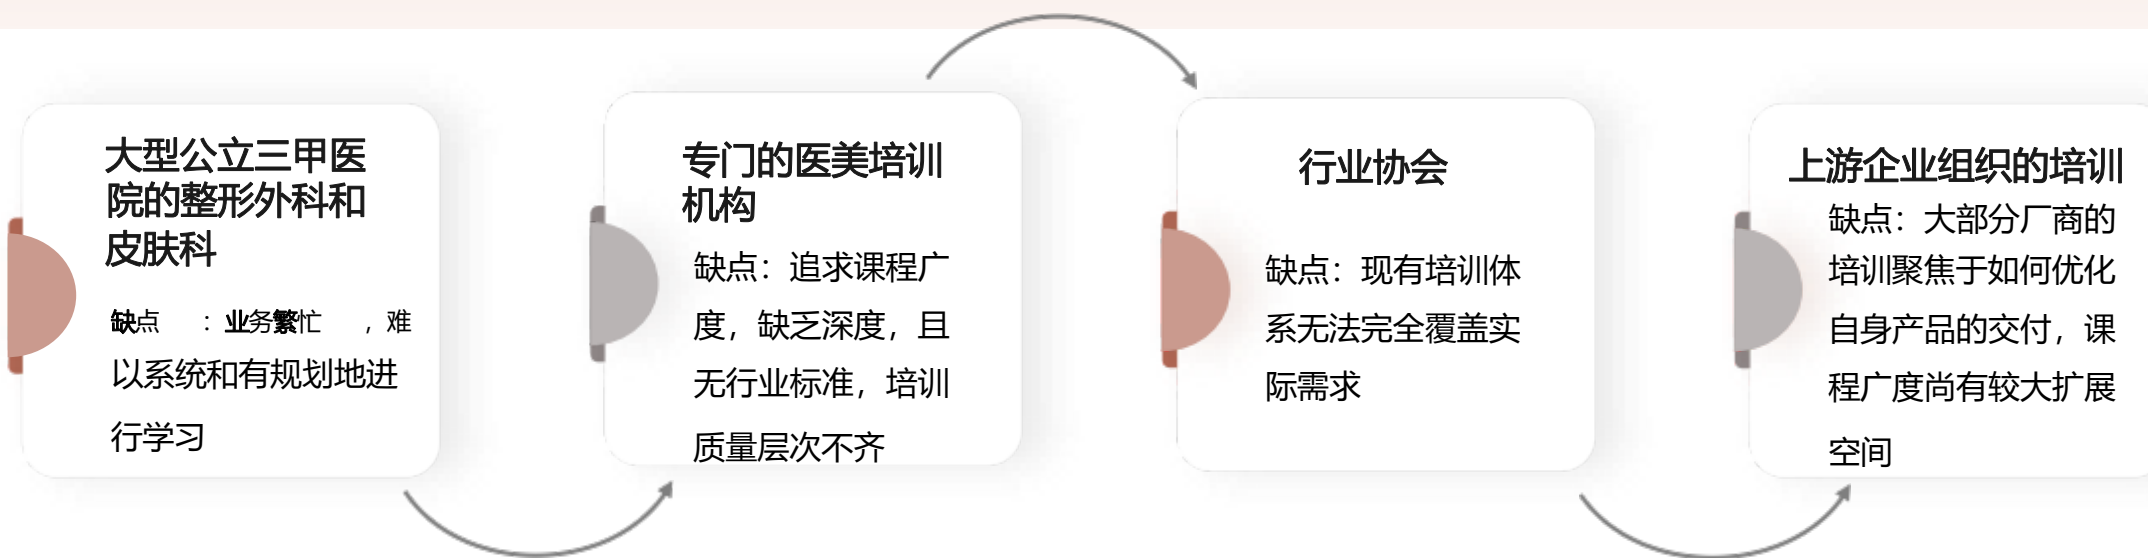 大型公立三甲医
院的整形外科和
皮肤科
缺点 ：业务繁忙 ，难
以系统和有规划地进
行学习
专门的医美培训
机构
缺点：追求课程广
度，缺乏深度，且
无行业标准，培训
质量层次不齐
行业协会
缺点：现有培训体
系无法完全覆盖实
际需求
上游企业组织的培训
缺点：大部分厂商的
培训聚焦于如何优化
自身产品的交付，课
程广度尚有较大扩展
空间